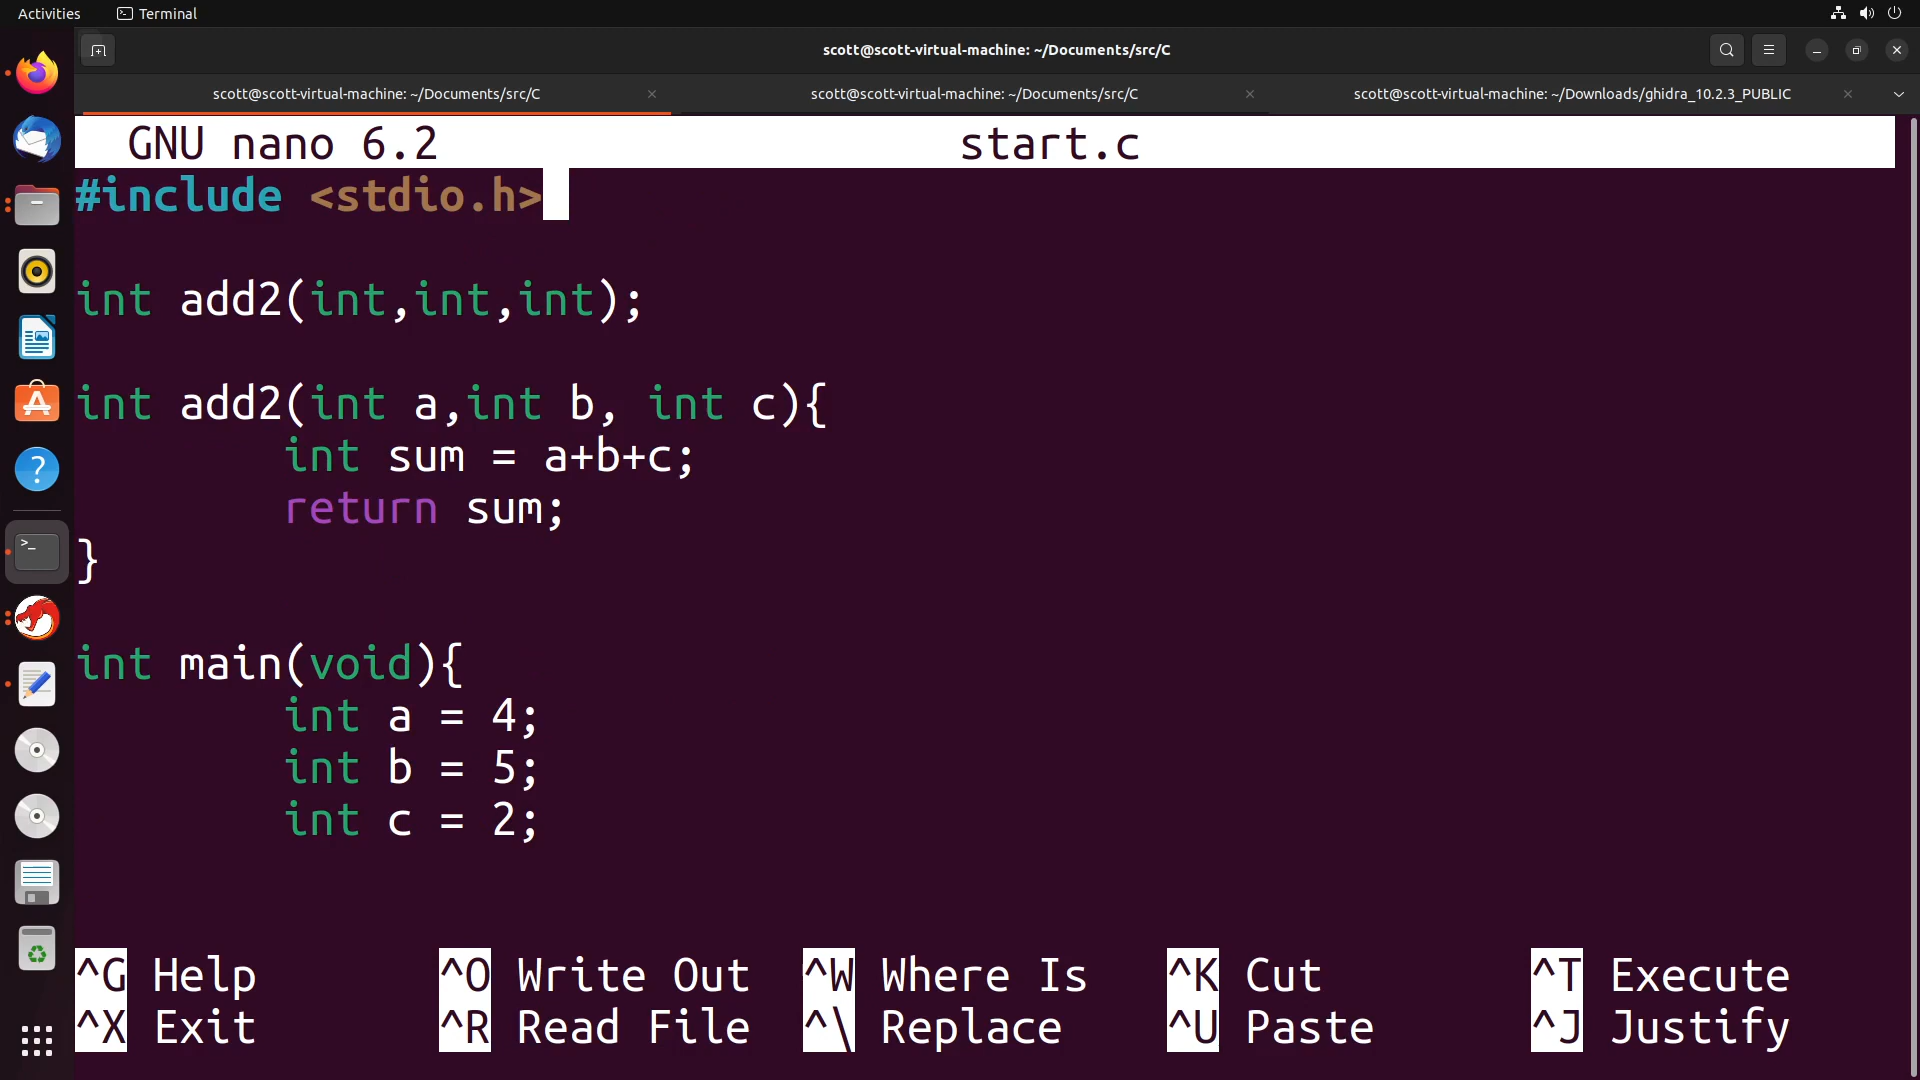 Activities
Terminal
scott@scott-virtual-machine: ~/Documents/src/C
scott@scott-virtual-machine: ~/Documents/src/C
scott@scott-virtual-machine: ~/Documents/src/C
scott@scott-virtual-machine: ~/Downloads/ghidra_10.2.3_PUBLIC
GNU nano 6.2 start.c
#include <stdio.h>
int add2(int,int,int);
int add2(int a,int b, int c){
int sum = a+b+c;
return sum;
}
int main(void){
int a = 4;
int b = 5;
int c = 2;
^G Help ^O Write Out ^W Where Is ^K Cut ^T Execute
^X Exit ^R Read File ^\ Replace ^U Paste ^J Justify